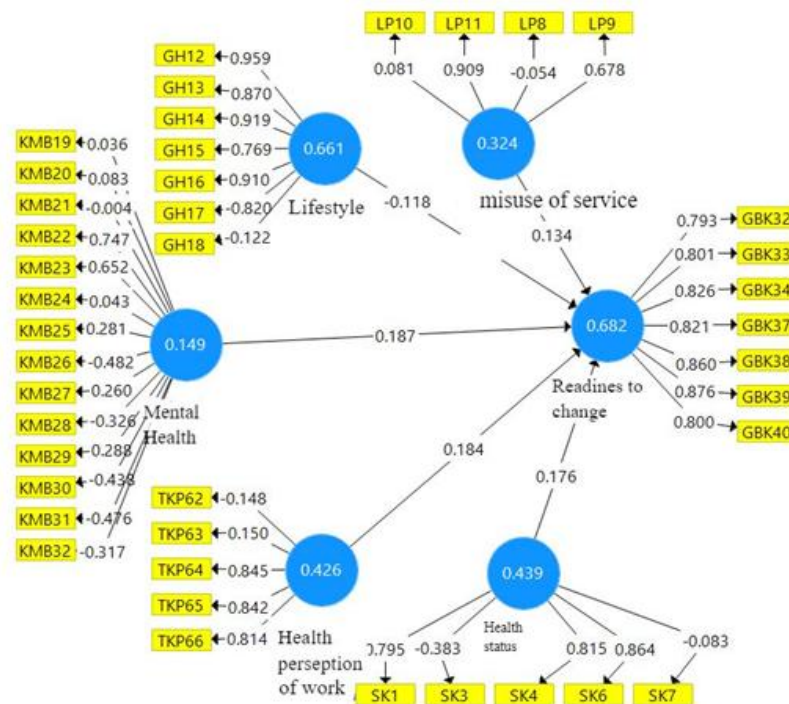 LP10 LP11 LP8 LP9
0.081 0.909 -0.054 0.678
0.324
misuse of service
0.134
GH12 0.959
GH13 0.870
GH14 0.919
GH15 0.769
GH16 0.910
GH17 -0.820
GH18 -0.122
0.661
Lifestyle
-0.118
KMB19 0.036
KMB20 0.083
KMB21 -0.004
KMB22 0.747
KMB23 0.652
KMB24 0.043
KMB25 0.281
KMB26 -0.482
KMB27 0.260
KMB28 -0.326
KMB29 0.288
KMB30 -0.438
KMB31 -0.476
KMB32 -0.317
0.149
Mental
Health
0.187
0.793 GBK32
0.801 GBK33
0.826 GBK34
0.821 GBK37
0.860 GBK38
0.876 GBK39
0.800 GBK40
0.682
Readines to
change
0.184
0.176
TKP62 -0.148
TKP63 0.150
TKP64 0.845
TKP65 0.842
TKP66 0.814
0.426
Health
perseption
of work
0.439
Health
status
0.795 -0.383 0.815 0.864 -0.083
SK1 SK3 SK4 SK6 SK7